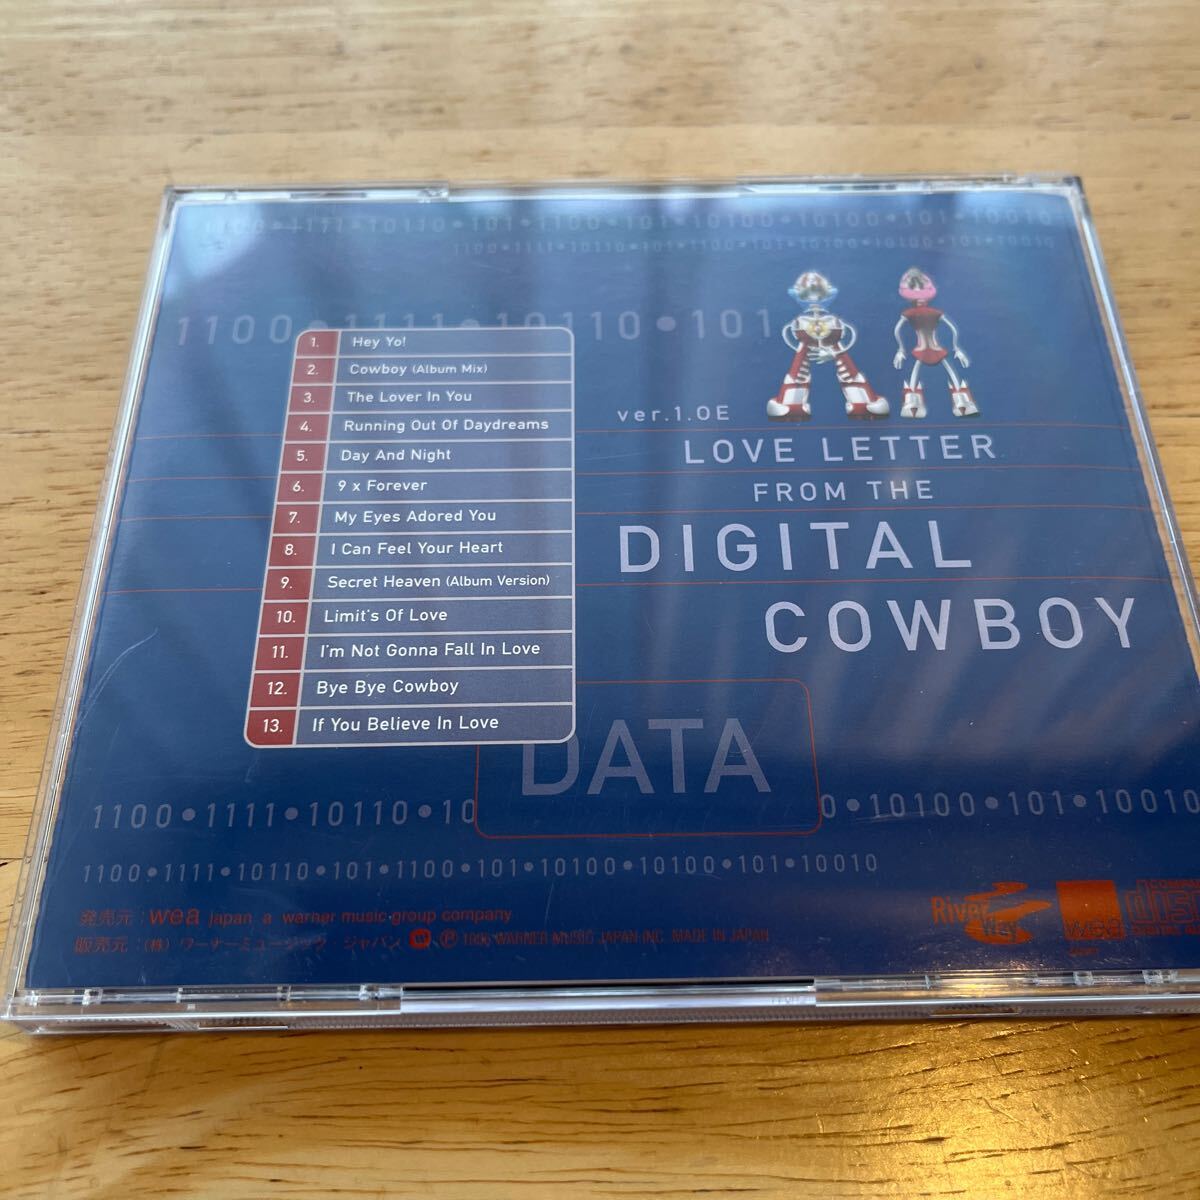 1100•1111•10110•101•1100•101•10100•10100•101•10010
1100•1111•10110•101•1100•101•10100•10100•101•10010
1100•1111•10110•101
1. Hey Yo!
2. Cowboy (Album Mix)
3. The Lover In You
4. Running Out Of Daydreams
5. Day And Night
6. 9 x Forever
7. My Eyes Adored You
8. I Can Feel Your Heart
9. Secret Heaven (Album Version)
10. Limit's Of Love
11. I'm Not Gonna Fall In Love
12. Bye Bye Cowboy
13. If You Believe In Love
ver.1.0E
LOVE LETTER
FROM THE
DIGITAL
COWBOY
DATA
1100•1111•10110•10
0•10100•101•10010
1100•1111•10110•101•1100•101•10100•10100•101•10010
発売元：wea japan a warner music group company
販売元：(株) ワーナーミュージック・ジャパン Ⓟ 1996 WARNER MUSIC JAPAN INC. MADE IN JAPAN
River
Way
wea
COMP
dis
DIGITAL AU